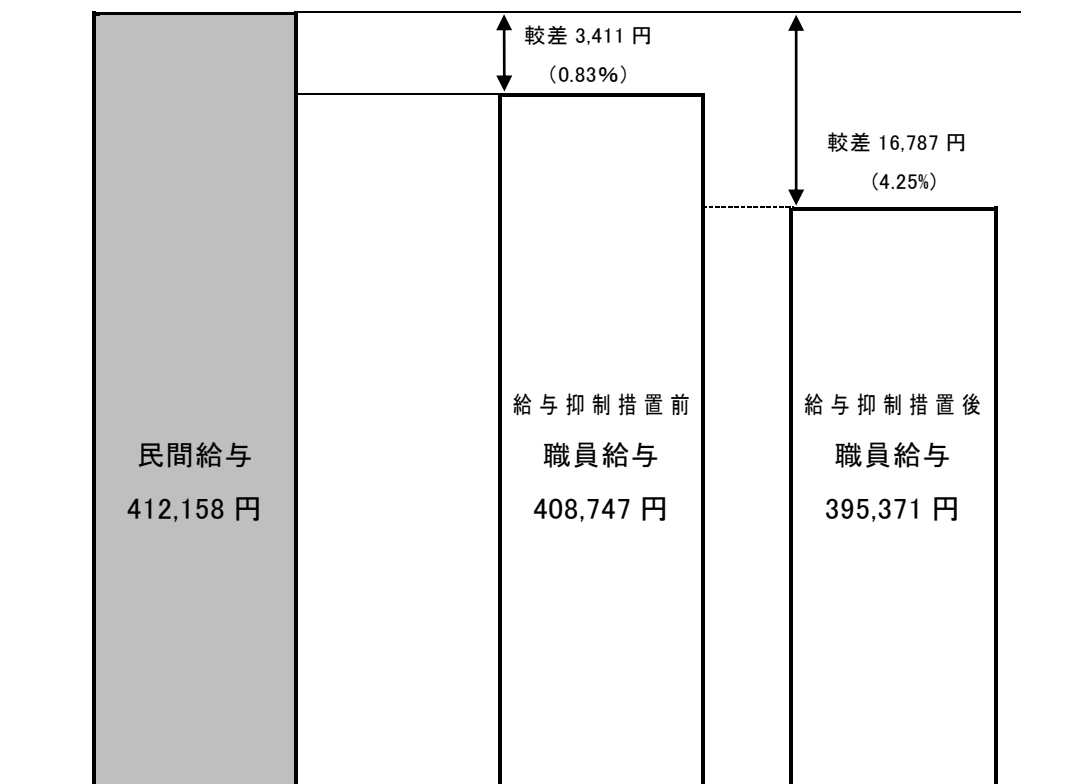 較差 3,411 円
（0.83％）
較差 16,787 円
（4.25%）
民間給与
412,158 円
給与抑制措置前
職員給与
408,747 円
給与抑制措置後
職員給与
395,371 円